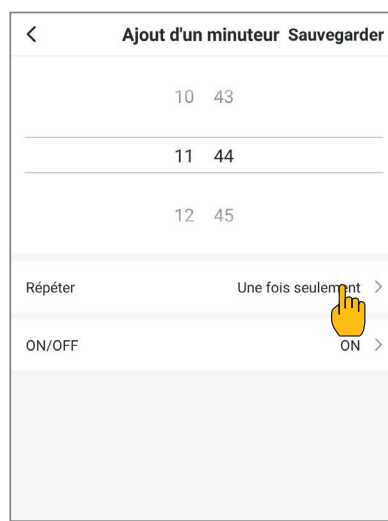 Ajout d'un minuteur Sauvegarder
10 43
11 44
12 45
Répéter Une fois seulement
ON/OFF ON